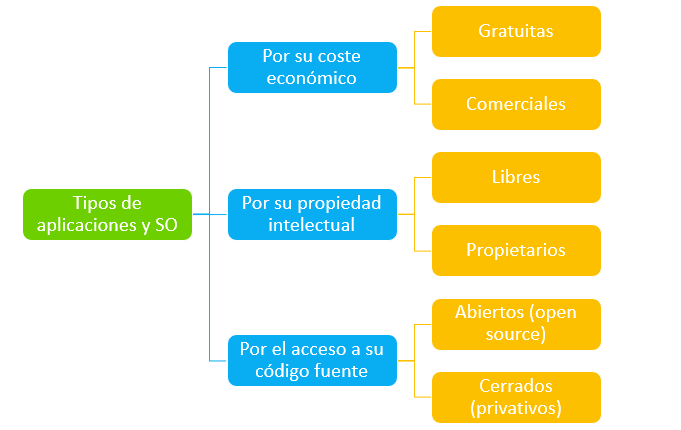 Tipos de
aplicaciones y SO
Por su coste
económico
Gratuitas
Comerciales
Por su propiedad
intelectual
Libres
Propietarios
Por el acceso a su
código fuente
Abiertos (open
source)
Cerrados
(privativos)